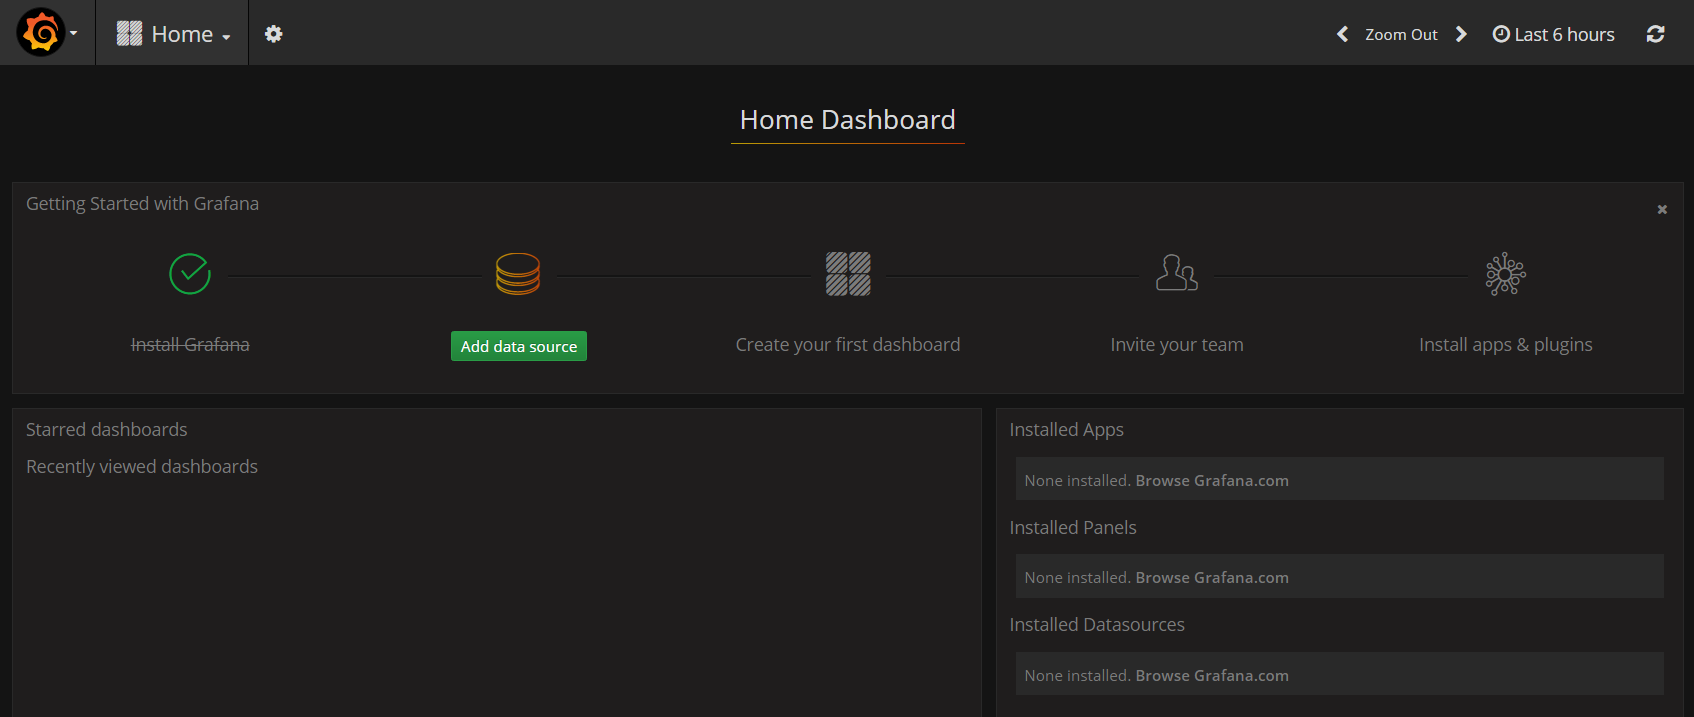 Home
Zoom Out
Last 6 hours
Home Dashboard
Getting Started with Grafana
Install Grafana
Add data source
Create your first dashboard
Invite your team
Install apps & plugins
Starred dashboards
Recently viewed dashboards
Installed Apps
None installed. Browse Grafana.com
Installed Panels
None installed. Browse Grafana.com
Installed Datasources
None installed. Browse Grafana.com